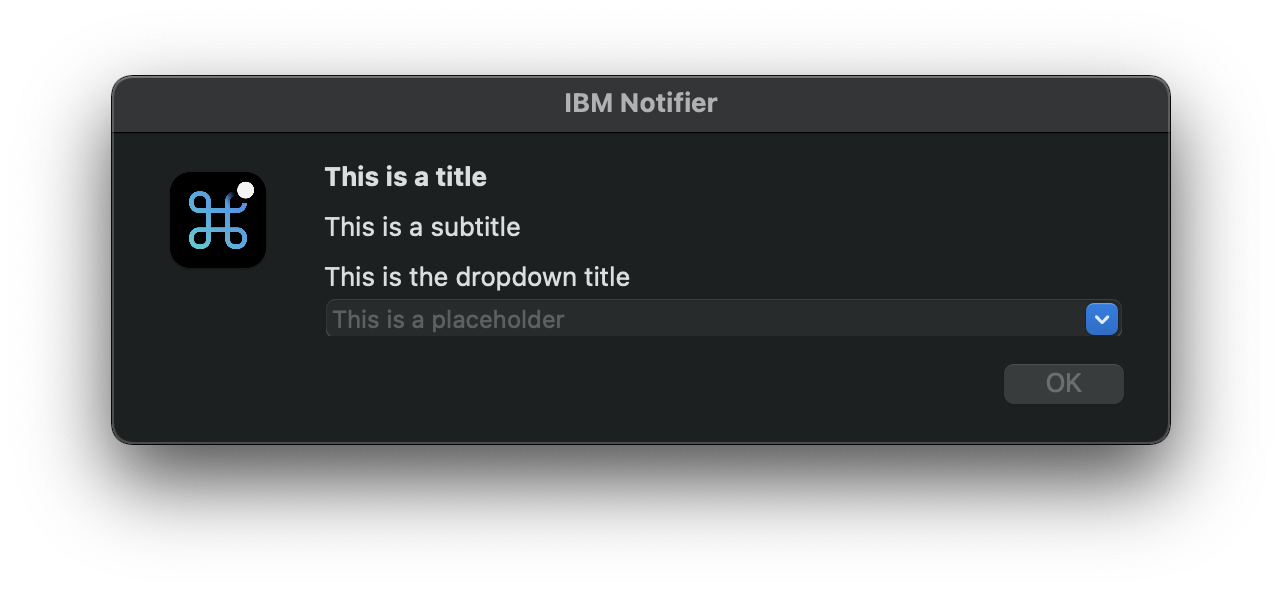 IBM Notifier
This is a title
This is a subtitle
This is the dropdown title
This is a placeholder
OK